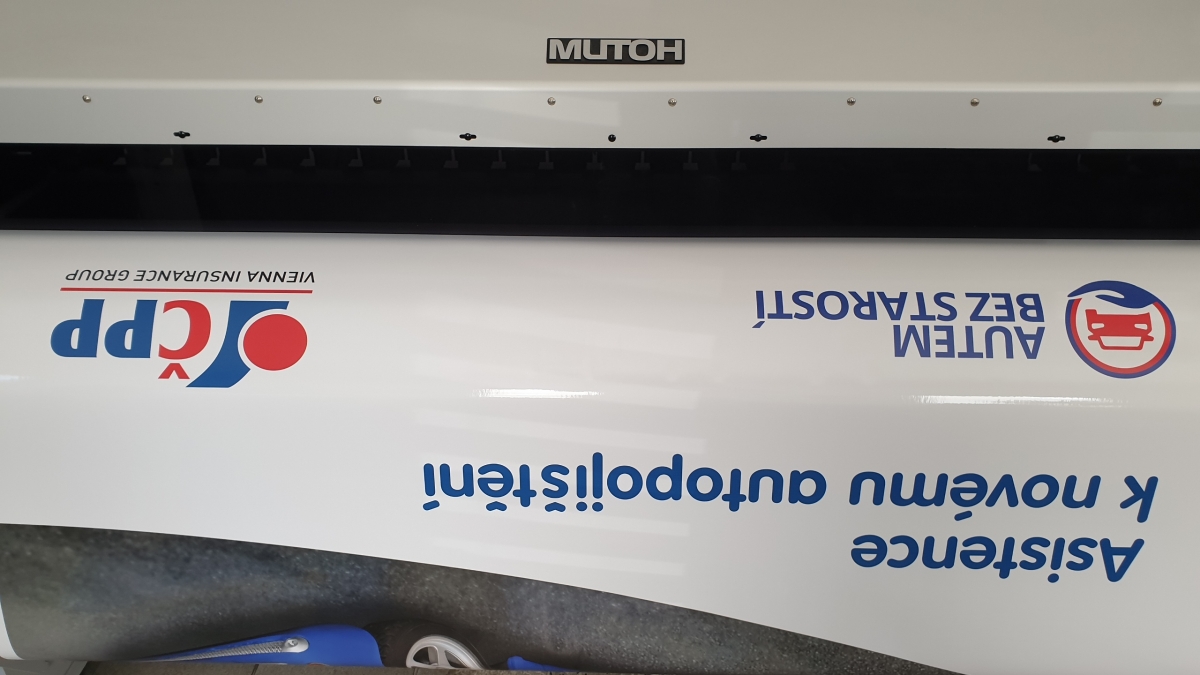 MUTOH
Asistence
k novému autopojištění
AUTEM
BEZ STAROSTÍ
ČPP
VIENNA INSURANCE GROUP